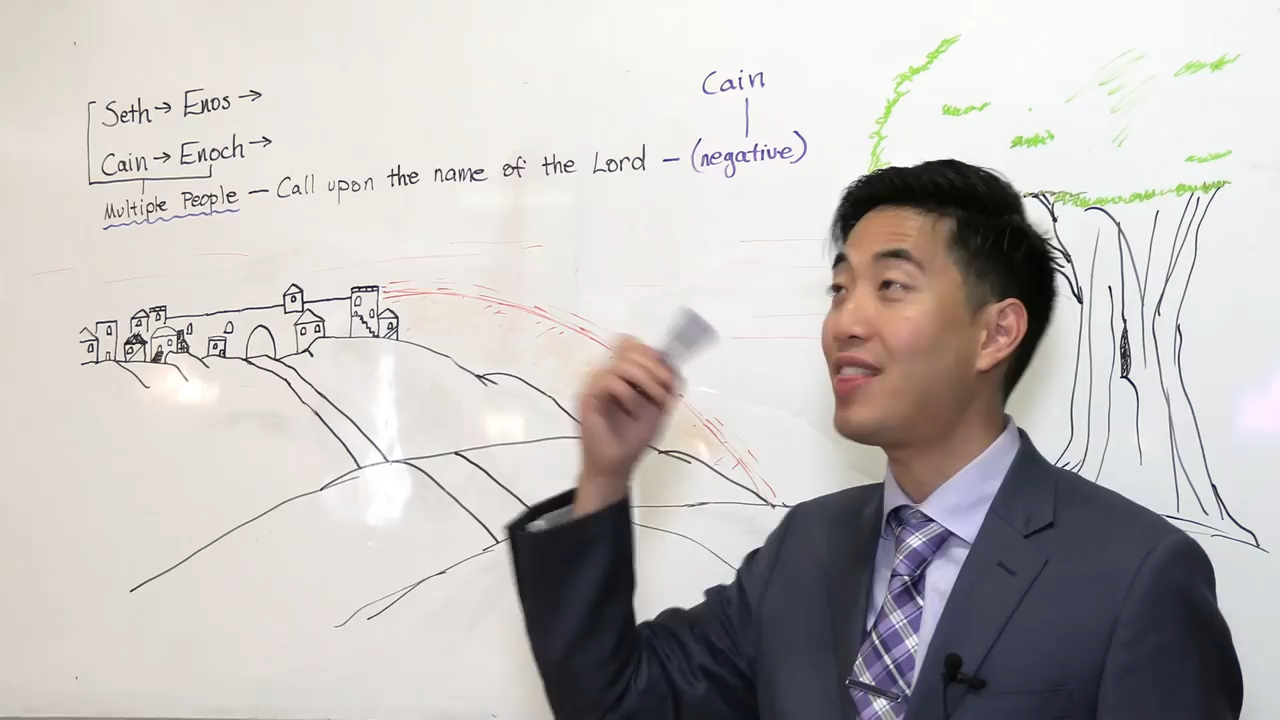 Seth → Enos →
Cain → Enoch →
Multiple People – Call upon the name of the Lord – (negative)
Cain